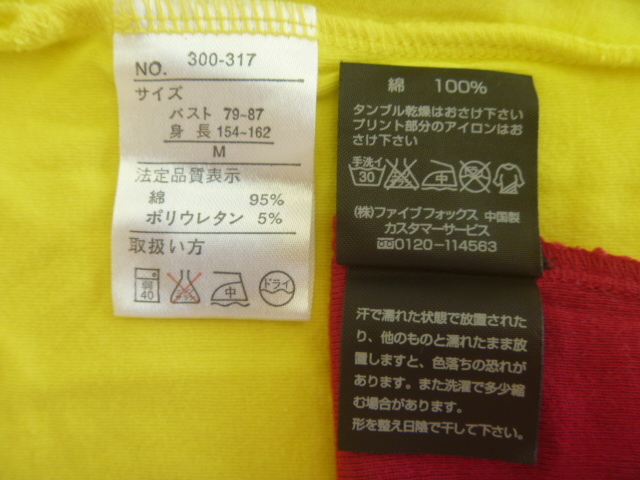 NO. 300-317
サイズ
バスト 79~87
身 長 154~162
M
法定品質表示
綿 95%
ポリウレタン 5%
取扱い方
弱
40
中
ドライ
綿 100%
タンブル乾燥はおさけ下さい
プリント部分のアイロンはお
さけ下さい
手洗イ
30
中
(株)ファイブフォックス 中国製
カスタマーサービス
0120-114563
汗で濡れた状態で放置された
り、他のものと濡れたまま放
置しますと、色落ちの恐れが
あります。また洗濯で多少縮
む場合があります。
形を整え日陰で干して下さい。